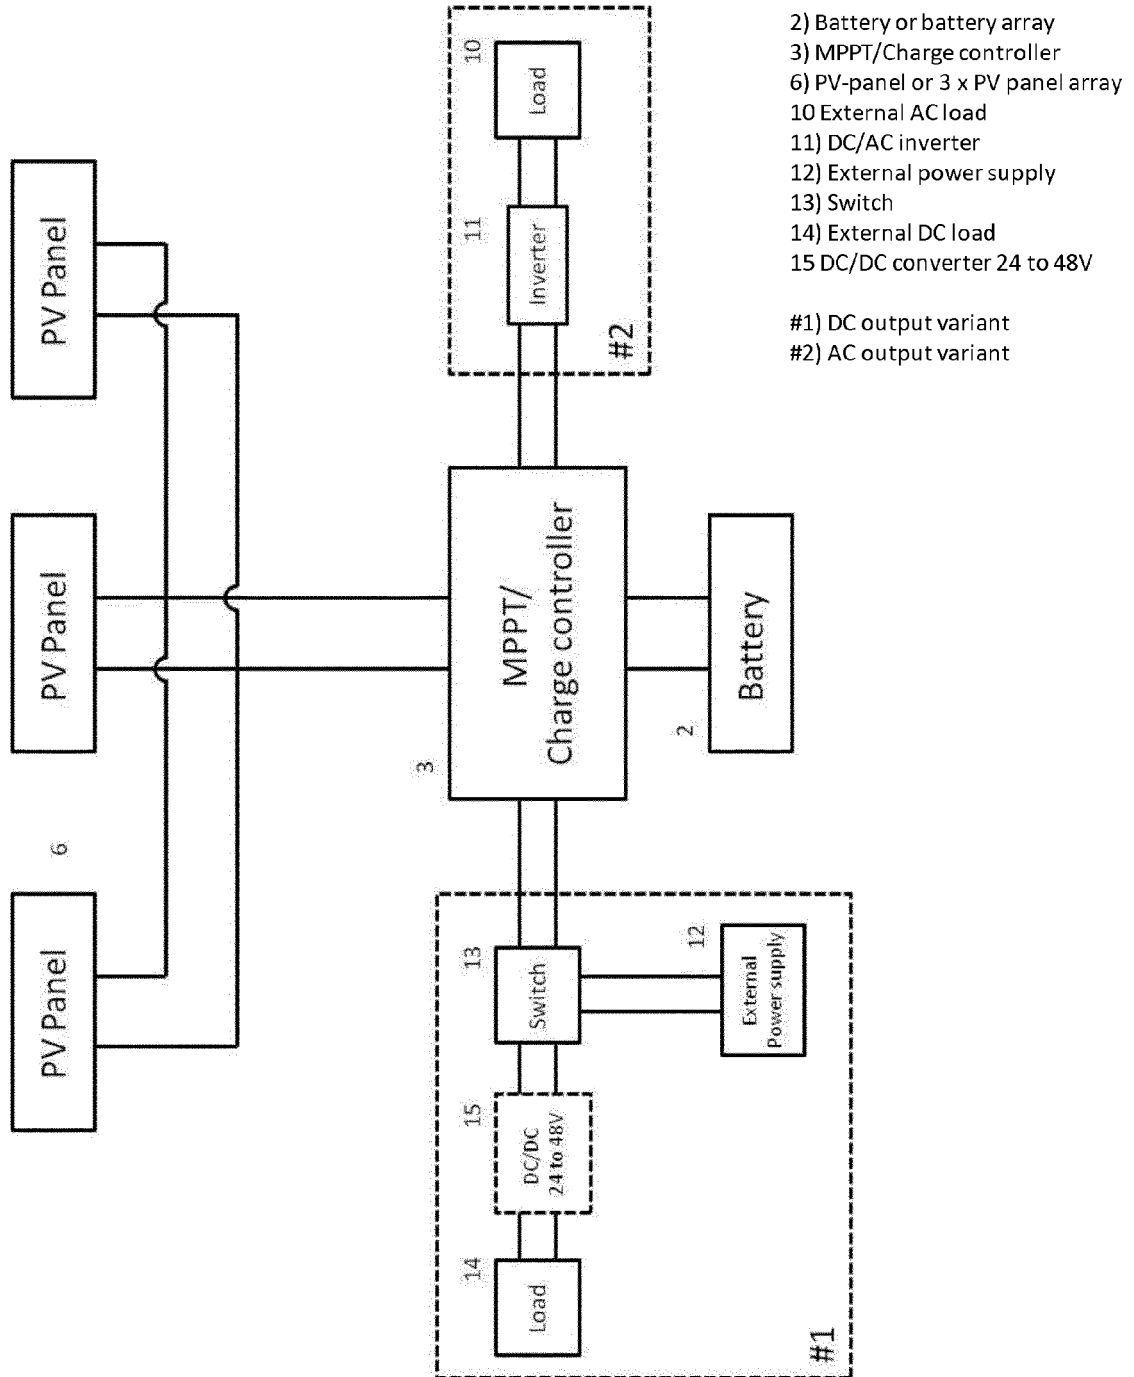 2) Battery or battery array
3) MPPT/Charge controller
6) PV-panel or 3 x PV panel array
10 External AC load
11) DC/AC inverter
12) External power supply
13) Switch
14) External DC load
15 DC/DC converter 24 to 48V
#1) DC output variant
#2) AC output variant
PV Panel
6
PV Panel
PV Panel
3
MPPT/
Charge controller
2
Battery
10
Load
11
Inverter
#2
14
Load
15
DC/DC
24 to 48V
13
Switch
12
External
Power supply
#1